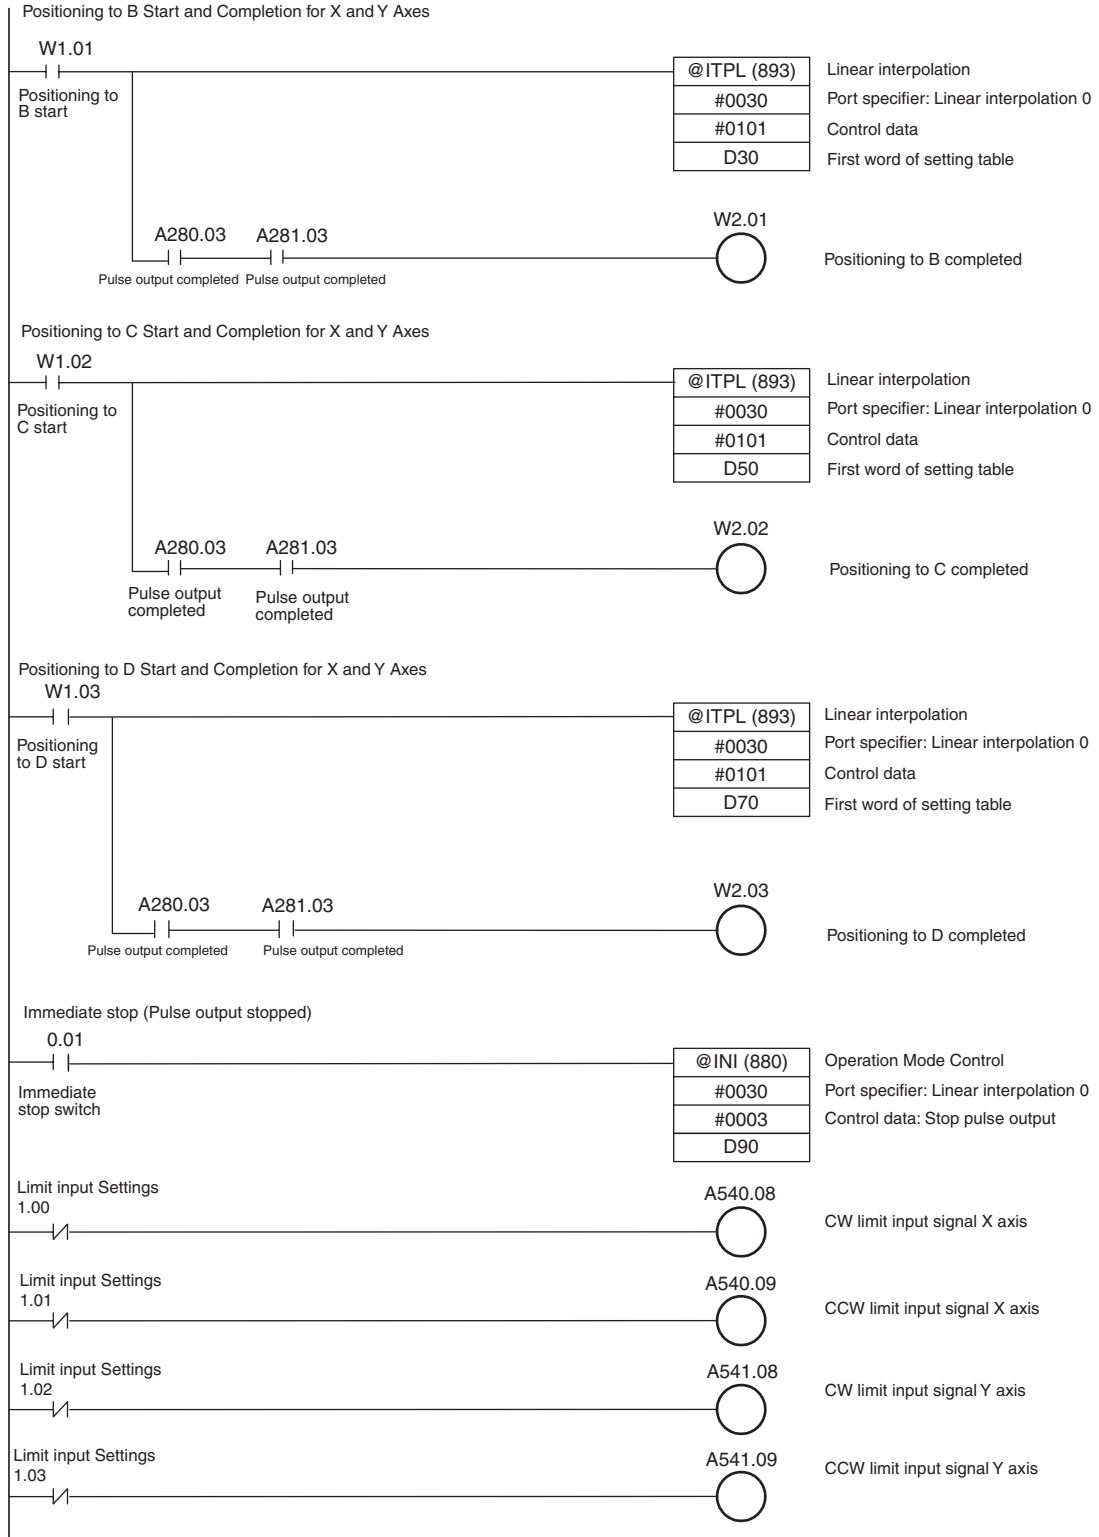 Positioning to B Start and Completion for X and Y Axes
W1.01
Positioning to
B start
@ITPL (893)
Linear interpolation
#0030
Port specifier: Linear interpolation 0
#0101
Control data
D30
First word of setting table
A280.03
A281.03
W2.01
Pulse output completed
Pulse output completed
Positioning to B completed
Positioning to C Start and Completion for X and Y Axes
W1.02
Positioning to
C start
@ITPL (893)
Linear interpolation
#0030
Port specifier: Linear interpolation 0
#0101
Control data
D50
First word of setting table
A280.03
A281.03
W2.02
Pulse output
completed
Pulse output
completed
Positioning to C completed
Positioning to D Start and Completion for X and Y Axes
W1.03
Positioning
to D start
@ITPL (893)
Linear interpolation
#0030
Port specifier: Linear interpolation 0
#0101
Control data
D70
First word of setting table
A280.03
A281.03
W2.03
Pulse output completed
Pulse output completed
Positioning to D completed
Immediate stop (Pulse output stopped)
0.01
Immediate
stop switch
@INI (880)
Operation Mode Control
#0030
Port specifier: Linear interpolation 0
#0003
Control data: Stop pulse output
D90
Limit input Settings
1.00
A540.08
CW limit input signal X axis
Limit input Settings
1.01
A540.09
CCW limit input signal X axis
Limit input Settings
1.02
A541.08
CW limit input signal Y axis
Limit input Settings
1.03
A541.09
CCW limit input signal Y axis